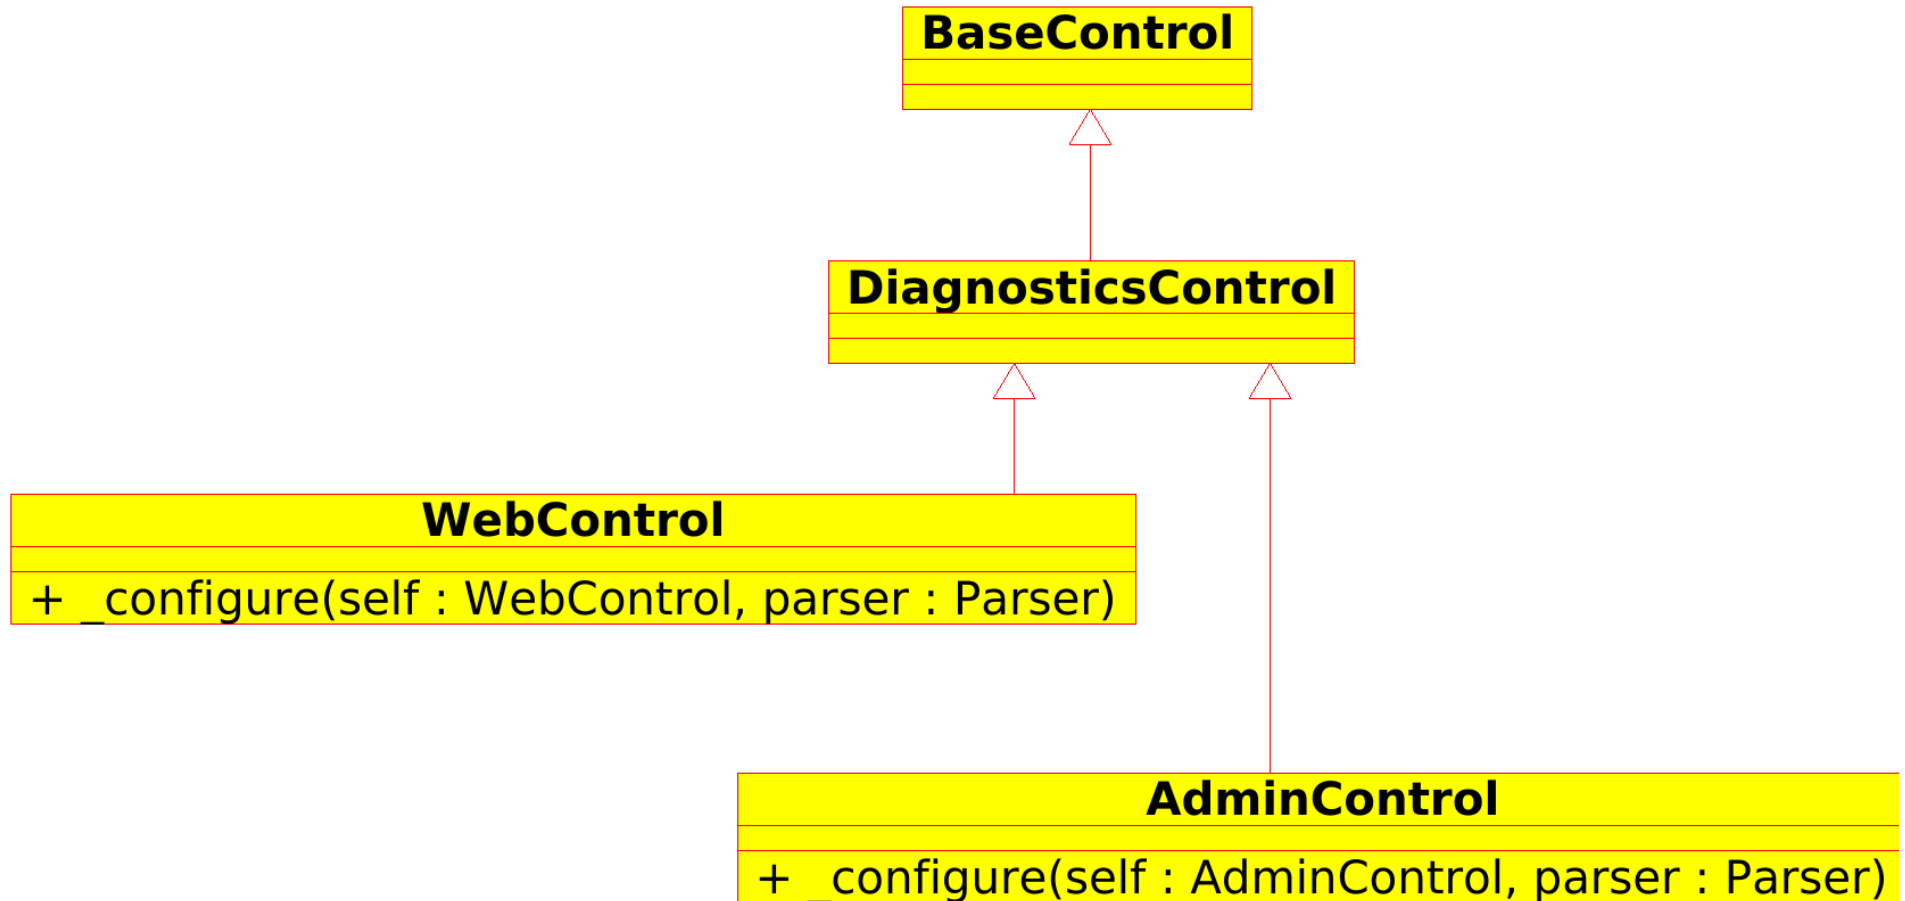 BaseControl
DiagnosticsControl
WebControl
+ _configure(self : WebControl, parser : Parser)
AdminControl
+ _configure(self : AdminControl, parser : Parser)